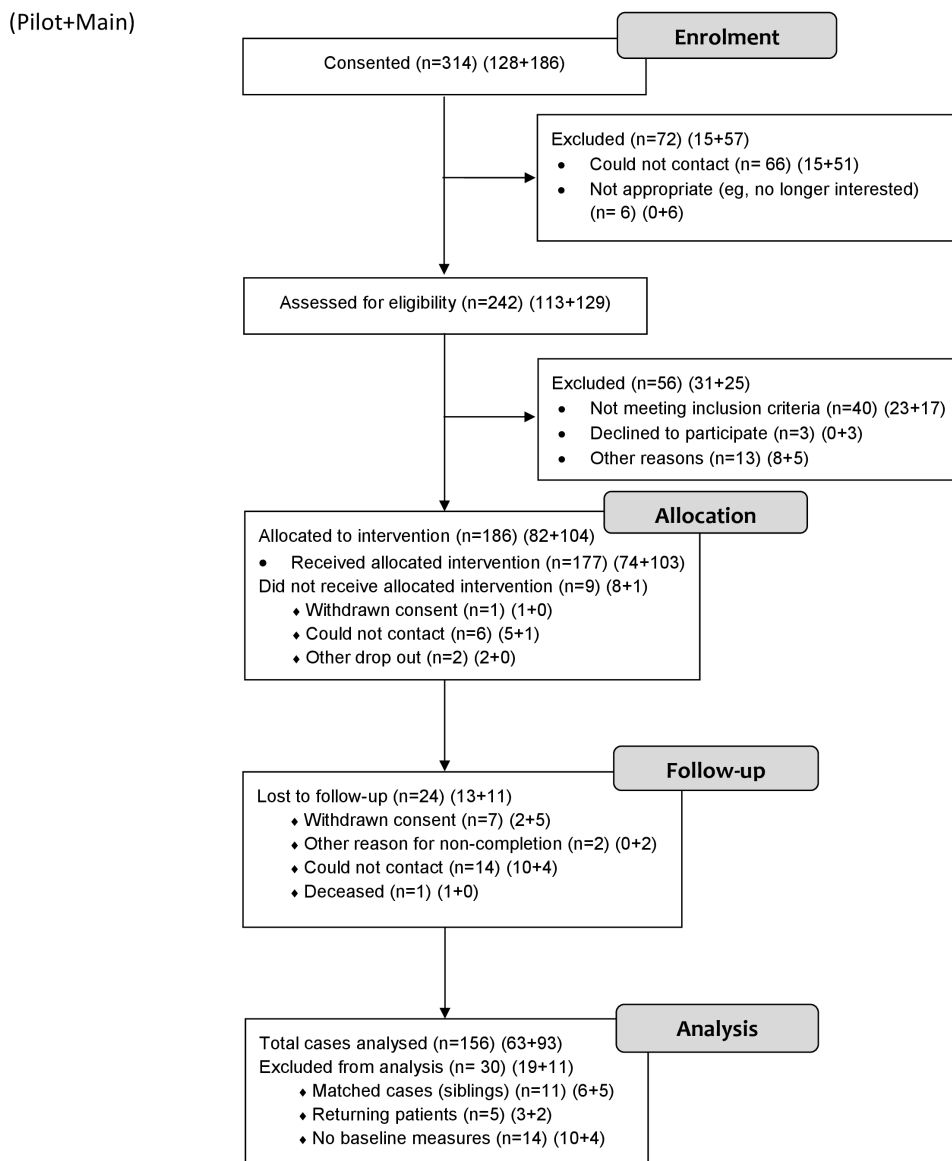 (Pilot+Main)
Enrolment
Consented (n=314) (128+186)
Excluded (n=72) (15+57)
• Could not contact (n= 66) (15+51)
• Not appropriate (eg, no longer interested)
(n= 6) (0+6)
Assessed for eligibility (n=242) (113+129)
Excluded (n=56) (31+25)
• Not meeting inclusion criteria (n=40) (23+17)
• Declined to participate (n=3) (0+3)
• Other reasons (n=13) (8+5)
Allocation
Allocated to intervention (n=186) (82+104)
• Received allocated intervention (n=177) (74+103)
Did not receive allocated intervention (n=9) (8+1)
♦ Withdrawn consent (n=1) (1+0)
♦ Could not contact (n=6) (5+1)
♦ Other drop out (n=2) (2+0)
Follow-up
Lost to follow-up (n=24) (13+11)
♦ Withdrawn consent (n=7) (2+5)
♦ Other reason for non-completion (n=2) (0+2)
♦ Could not contact (n=14) (10+4)
♦ Deceased (n=1) (1+0)
Analysis
Total cases analysed (n=156) (63+93)
Excluded from analysis (n= 30) (19+11)
♦ Matched cases (siblings) (n=11) (6+5)
♦ Returning patients (n=5) (3+2)
♦ No baseline measures (n=14) (10+4)